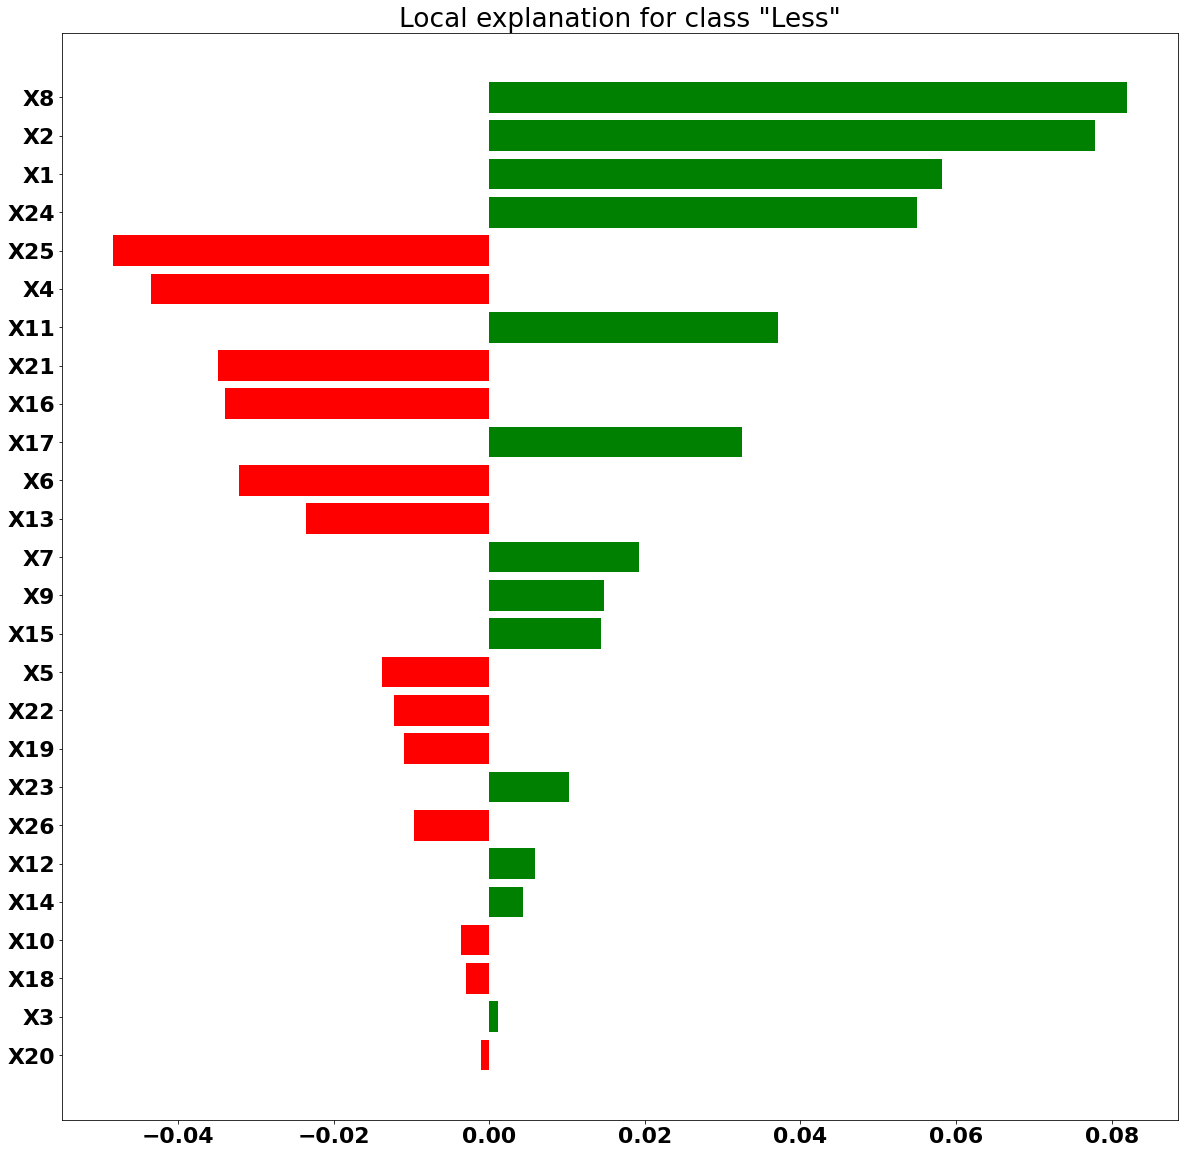 Local explanation for class "Less"
X8
X2
X1
X24
X25
X4
X11
X21
X16
X17
X6
X13
X7
X9
X15
X5
X22
X19
X23
X26
X12
X14
X10
X18
X3
X20
−0.04 −0.02 0.00 0.02 0.04 0.06 0.08